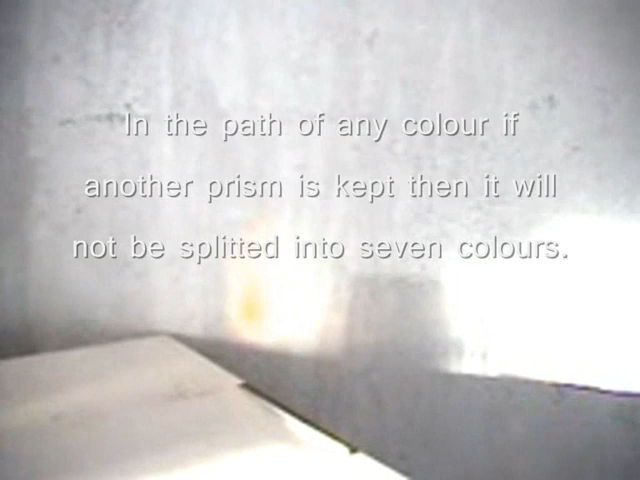 In the path of any colour if
another prism is kept then it will
not be splitted into seven colours.